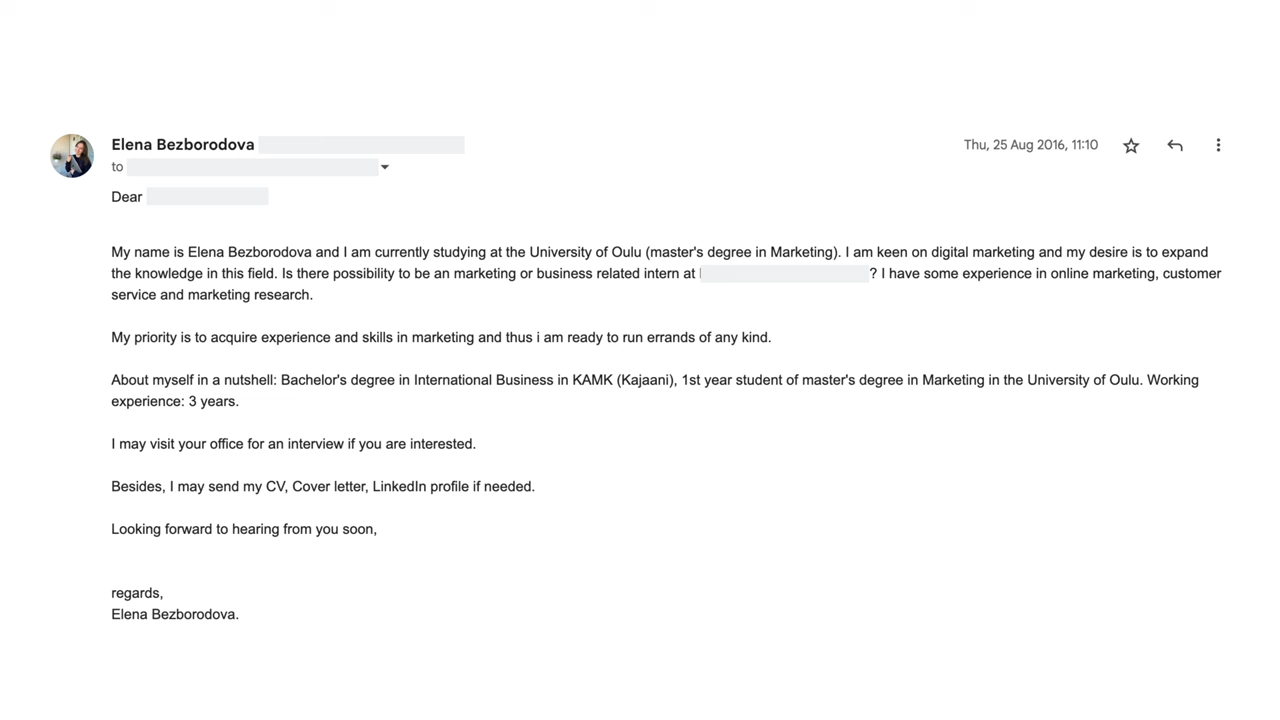 Elena Bezborodova
Thu, 25 Aug 2016, 11:10
to
Dear
My name is Elena Bezborodova and I am currently studying at the University of Oulu (master's degree in Marketing). I am keen on digital marketing and my desire is to expand
the knowledge in this field. Is there possibility to be an marketing or business related intern at ? I have some experience in online marketing, customer
service and marketing research.
My priority is to acquire experience and skills in marketing and thus i am ready to run errands of any kind.
About myself in a nutshell: Bachelor's degree in International Business in KAMK (Kajaani), 1st year student of master's degree in Marketing in the University of Oulu. Working
experience: 3 years.
I may visit your office for an interview if you are interested.
Besides, I may send my CV, Cover letter, LinkedIn profile if needed.
Looking forward to hearing from you soon,
regards,
Elena Bezborodova.